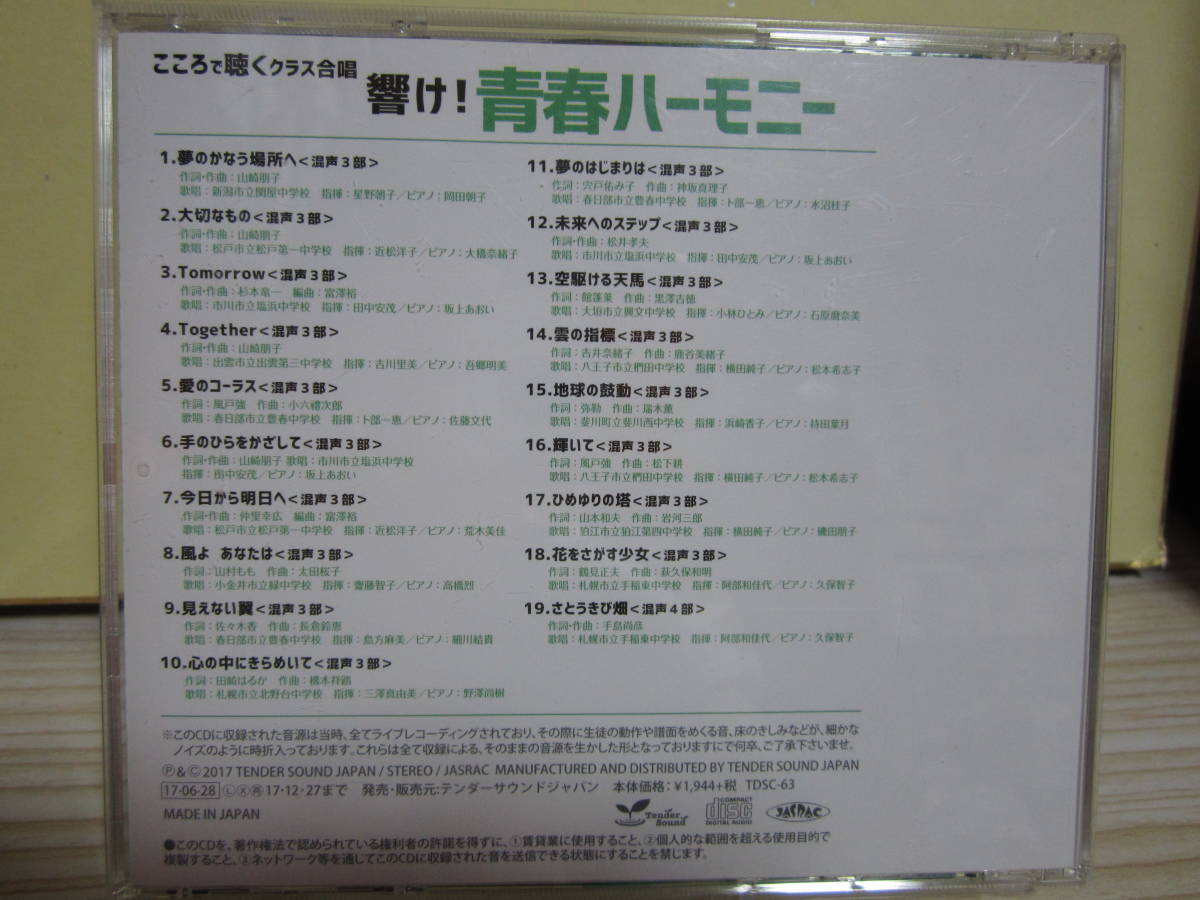 こころで聴くクラス合唱
響け！青春ハーモニー
1.夢のかなう場所へ＜混声３部＞
作詞・作曲：山崎朋子
歌唱：新潟市立関屋中学校　指揮：星野朝子／ピアノ：岡田朝子
2.大切なもの＜混声３部＞
作詞・作曲：山崎朋子
歌唱：松戸市立松戸第一中学校　指揮：近松洋子／ピアノ：大橋奈緒子
3.Tomorrow＜混声３部＞
作詞・作曲：杉本竜一　編曲：富澤裕
歌唱：市川市立塩浜中学校　指揮：田中安茂／ピアノ：坂上あおい
4.Together＜混声３部＞
作詞・作曲：山崎朋子
歌唱：出雲市立出雲第三中学校　指揮：吉川里美／ピアノ：吾郷明美
5.愛のコーラス＜混声３部＞
作詞：風戸強　作曲：小六禮次郎
歌唱：春日部市立豊春中学校　指揮：卜部一恵／ピアノ：佐藤文代
6.手のひらをかざして＜混声３部＞
作詞・作曲：山崎朋子 歌唱：市川市立塩浜中学校
指揮：田中安茂／ピアノ：坂上あおい
7.今日から明日へ＜混声３部＞
作詞・作曲：仲里幸広　編曲：富澤裕
歌唱：松戸市立松戸第一中学校　指揮：近松洋子／ピアノ：荒木美佳
8.風よ あなたは＜混声３部＞
作詞：山村もも　作曲：太田桜子
歌唱：小金井市立緑中学校　指揮：齋藤智子／ピアノ：高橋烈
9.見えない翼＜混声３部＞
作詞：佐々木香　作曲：長倉鈴恵
歌唱：春日部市立豊春中学校　指揮：島方麻美／ピアノ：細川結貴
10.心の中にきらめいて＜混声３部＞
作詞：田崎はるか　作曲：橋本祥路
歌唱：札幌市立北野台中学校　指揮：三澤真由美／ピアノ：野澤尚樹
11.夢のはじまりは＜混声３部＞
作詞：宍戸佑み子　作曲：神坂真理子
歌唱：春日部市立豊春中学校　指揮：卜部一恵／ピアノ：水沼桂子
12.未来へのステップ＜混声３部＞
作詞・作曲：松井孝夫
歌唱：市川市立塩浜中学校　指揮：田中安茂／ピアノ：坂上あおい
13.空駆ける天馬＜混声３部＞
作詞：館蓬莱　作曲：黒澤吉徳
歌唱：大垣市立興文中学校　指揮：小林ひとみ／ピアノ：石原磨奈美
14.雲の指標＜混声３部＞
作詞：古井奈緒子　作曲：鹿谷美緒子
歌唱：八王子市立椚田中学校　指揮：横田純子／ピアノ：松本希志子
15.地球の鼓動＜混声３部＞
作詞：弥勒　作曲：瑞木薫
歌唱：斐川町立斐川西中学校　指揮：浜崎香子／ピアノ：持田葉月
16.輝いて＜混声３部＞
作詞：風戸強　作曲：松下耕
歌唱：八王子市立椚田中学校　指揮：横田純子／ピアノ：松本希志子
17.ひめゆりの塔＜混声３部＞
作詞：山本和夫　作曲：岩河三郎
歌唱：狛江市立狛江第四中学校　指揮：横田純子／ピアノ：磯田朋子
18.花をさがす少女＜混声３部＞
作詞：鶴見正夫　作曲：荻久保和明
歌唱：札幌市立手稲東中学校　指揮：阿部和佳代／ピアノ：久保智子
19.さとうきび畑＜混声４部＞
作詞・作曲：手島尚彦
歌唱：札幌市立手稲東中学校　指揮：阿部和佳代／ピアノ：久保智子
※このCDに収録された音源は当時、全てライブレコーディングされており、その際に生徒の動作や譜面をめくる音、床のきしみなどが、細かな
ノイズのように時折入っております。これらは全て収録による、そのままの音源を生かした形となっておりますにで何卒、ご了承下さいませ。
Ⓟ&Ⓒ 2017 TENDER SOUND JAPAN / STEREO / JASRAC MANUFACTURED AND DISTRIBUTED BY TENDER SOUND JAPAN
17-06-28 Ⓛ Ⓧ 再 17・12・27まで　発売・販売元：テンダーサウンドジャパン　本体価格：¥1,944+税　TDSC-63
MADE IN JAPAN
Tender Sound
COMPACT disc DIGITAL AUDIO
JASRAC
●このCDを、著作権法で認められている権利者の許諾を得ずに、①賃貸業に使用すること、②個人的な範囲を超える使用目的で
複製すること、③ネットワーク等を通じてこのCDに収録された音を送信できる状態にすることを禁じます。